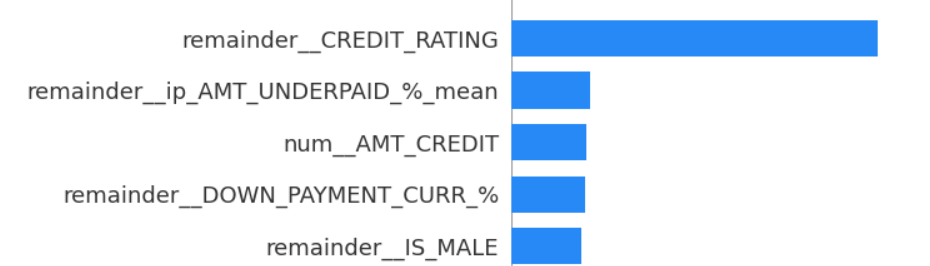 remainder__CREDIT_RATING
remainder__ip_AMT_UNDERPAID_%_mean
num__AMT_CREDIT
remainder__DOWN_PAYMENT_CURR_%
remainder__IS_MALE